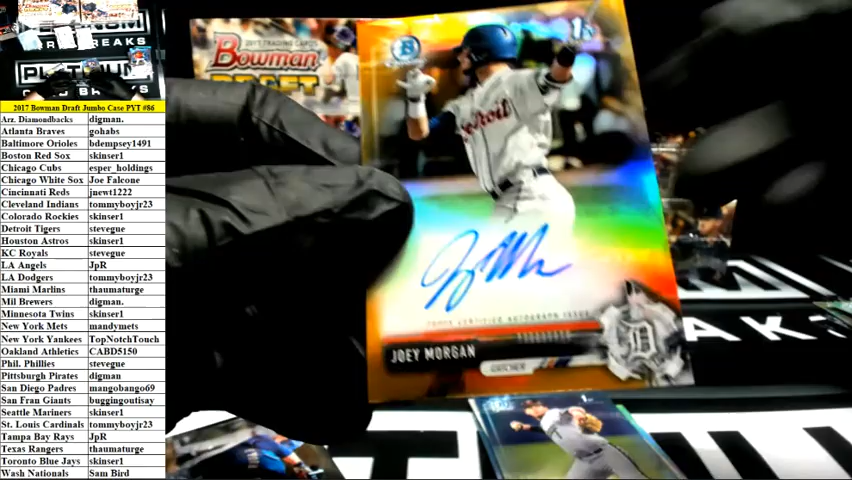 2017 Bowman Draft Jumbo Case PYT #86
Arz. Diamondbacks digman.
Atlanta Braves gohabs
Baltimore Orioles bdempsey1491
Boston Red Sox skinser1
Chicago Cubs esper_holdings
Chicago White Sox Joe Falcone
Cincinnati Reds jnewt1222
Cleveland Indians tommyboyjr23
Colorado Rockies skinser1
Detroit Tigers stevegue
Houston Astros skinser1
KC Royals stevegue
LA Angels JpR
LA Dodgers tommyboyjr23
Miami Marlins thaumaturge
Mil Brewers digman.
Minnesota Twins skinser1
New York Mets mandymets
New York Yankees TopNotchTouch
Oakland Athletics CABD5150
Phil. Phillies stevegue
Pittsburgh Pirates digman
San Diego Padres mangobango69
San Fran Giants buggingoutisay
Seattle Mariners skinser1
St. Louis Cardinals tommyboyjr23
Tampa Bay Rays JpR
Texas Rangers thaumaturge
Toronto Blue Jays skinser1
Wash Nationals Sam Bird
2017 TRADING CARDS
Bowman
DRAFT
1st
Detroit
TOPPS CERTIFIED AUTOGRAPH ISSUE
JOEY MORGAN
CATCHER